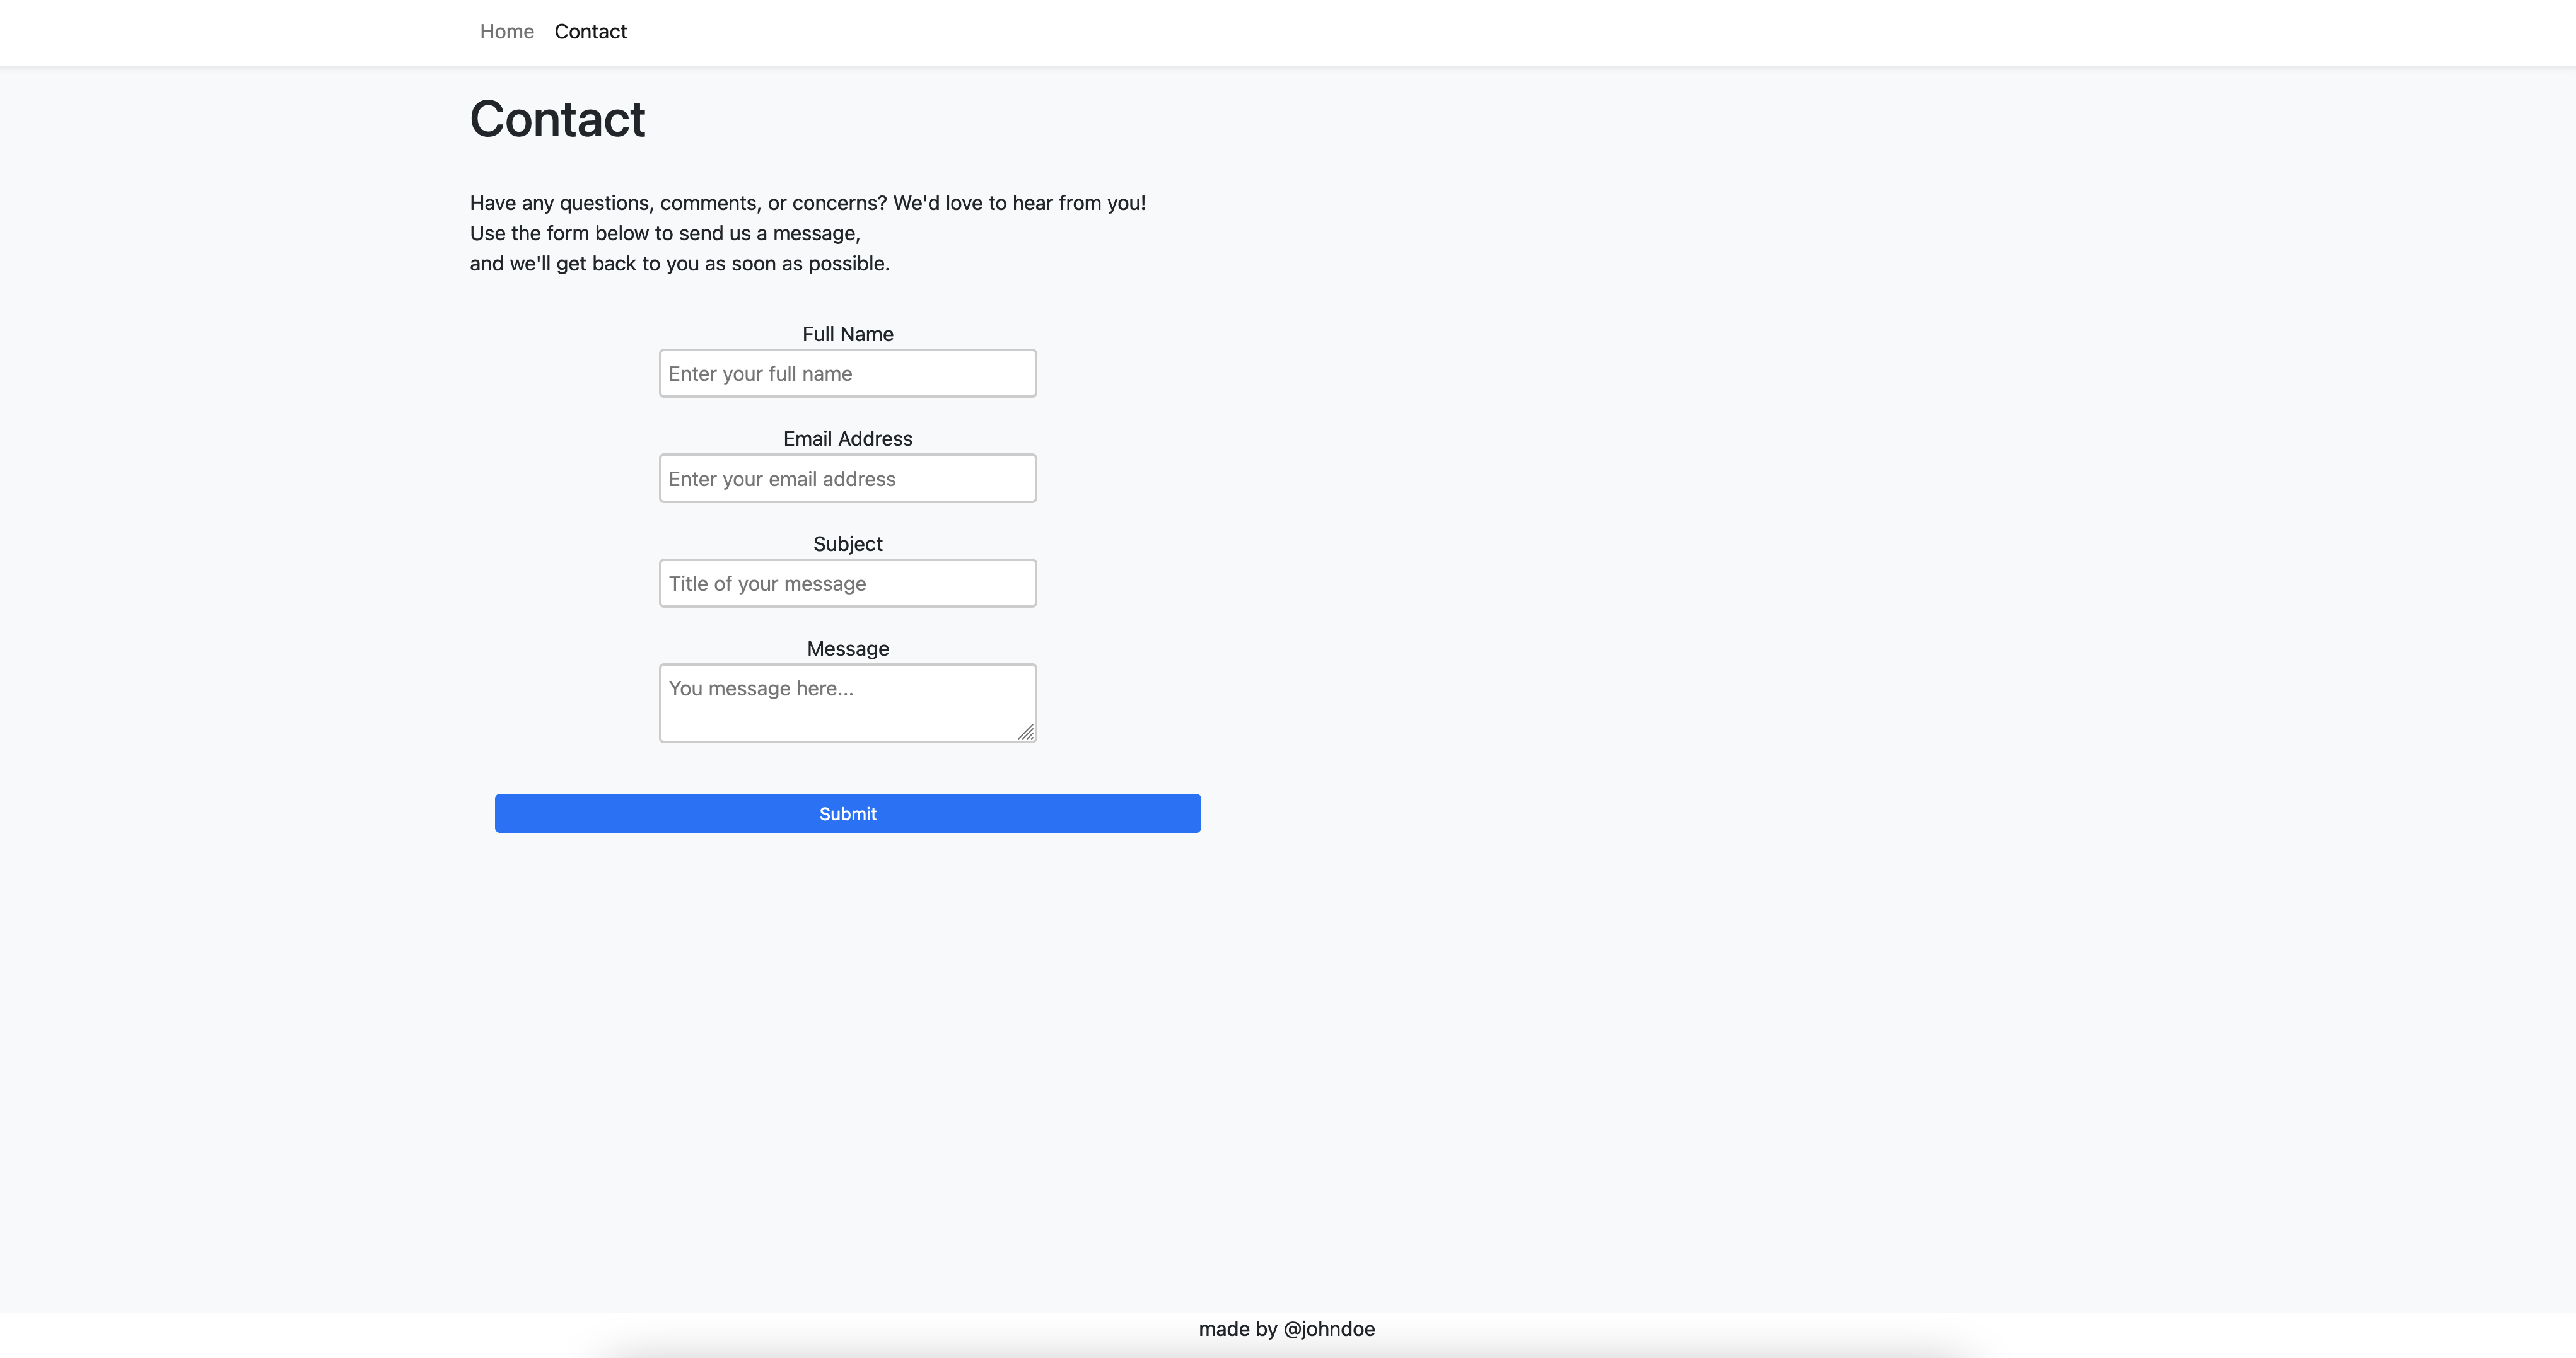 Home Contact
Contact
Have any questions, comments, or concerns? We'd love to hear from you!
Use the form below to send us a message,
and we'll get back to you as soon as possible.
Full Name
Enter your full name
Email Address
Enter your email address
Subject
Title of your message
Message
You message here...
Submit
made by @johndoe